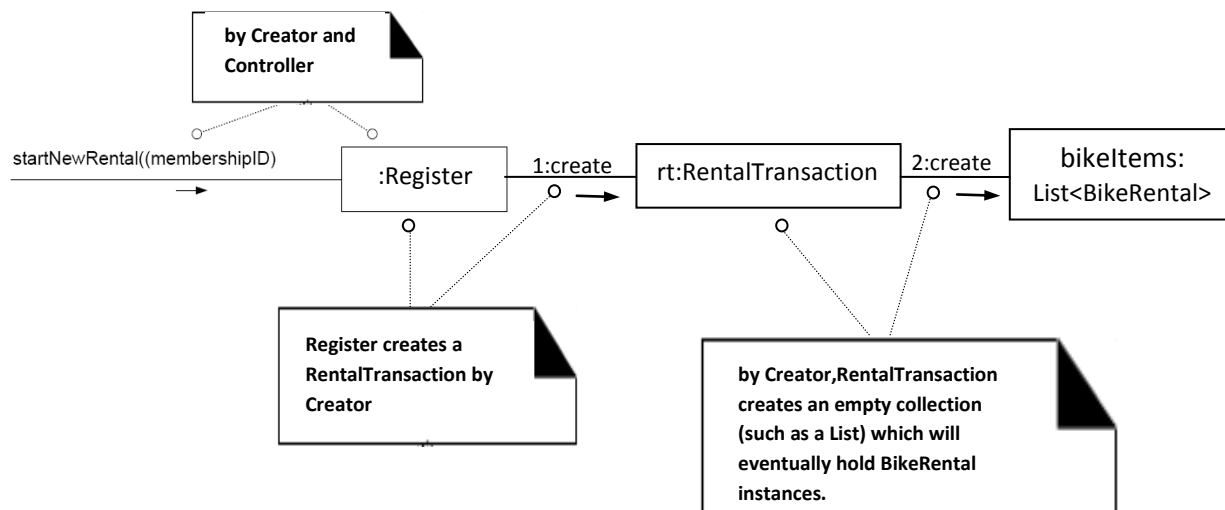 by Creator and
Controller
startNewRental((membershipID)
:Register
1:create
rt:RentalTransaction
2:create
bikeItems:
List<BikeRental>
Register creates a
RentalTransaction by
Creator
by Creator,RentalTransaction
creates an empty collection
(such as a List) which will
eventually hold BikeRental
instances.